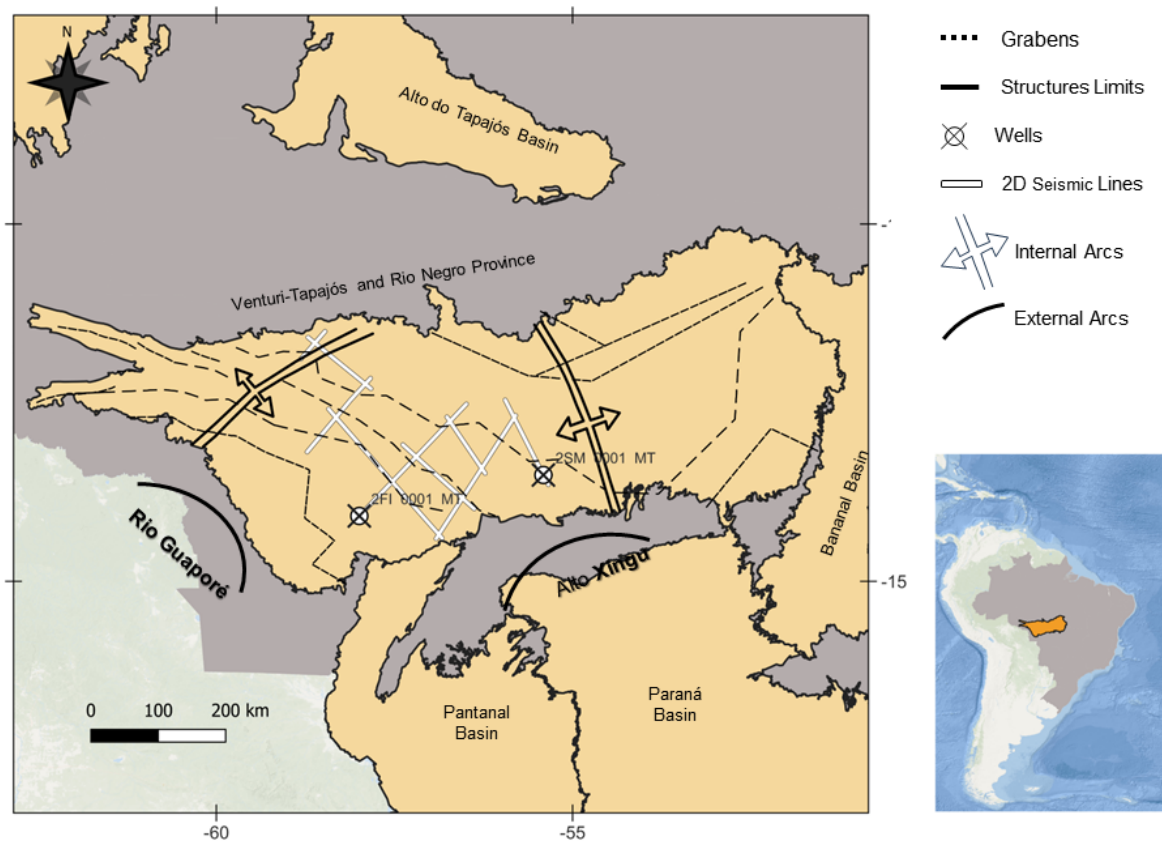 N
Alto do Tapajós Basin
Venturi-Tapajós and Rio Negro Province
2SM 0001 MT
2FI 0001 MT
Rio Guaporé
Alto Xingu
Bananal Basin
-15
0 100 200 km
Pantanal
Basin
Paraná
Basin
-60
-55
Grabens
Structures Limits
Wells
2D Seismic Lines
Internal Arcs
External Arcs